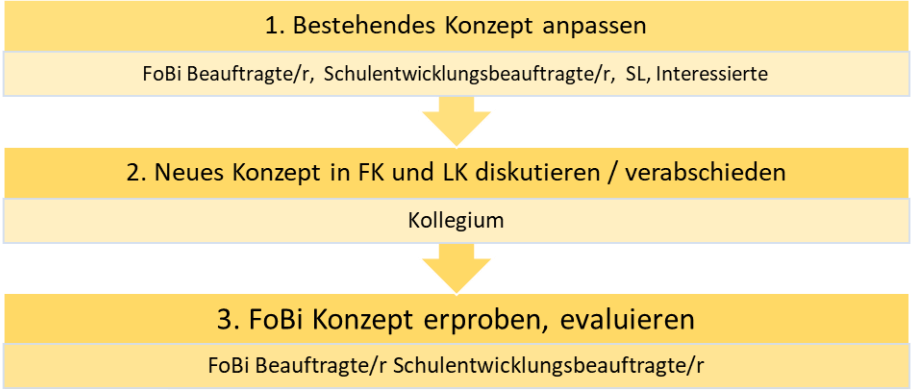 1. Bestehendes Konzept anpassen
FoBi Beauftragte/r, Schulentwicklungsbeauftragte/r, SL, Interessierte
2. Neues Konzept in FK und LK diskutieren / verabschieden
Kollegium
3. FoBi Konzept erproben, evaluieren
FoBi Beauftragte/r Schulentwicklungsbeauftragte/r